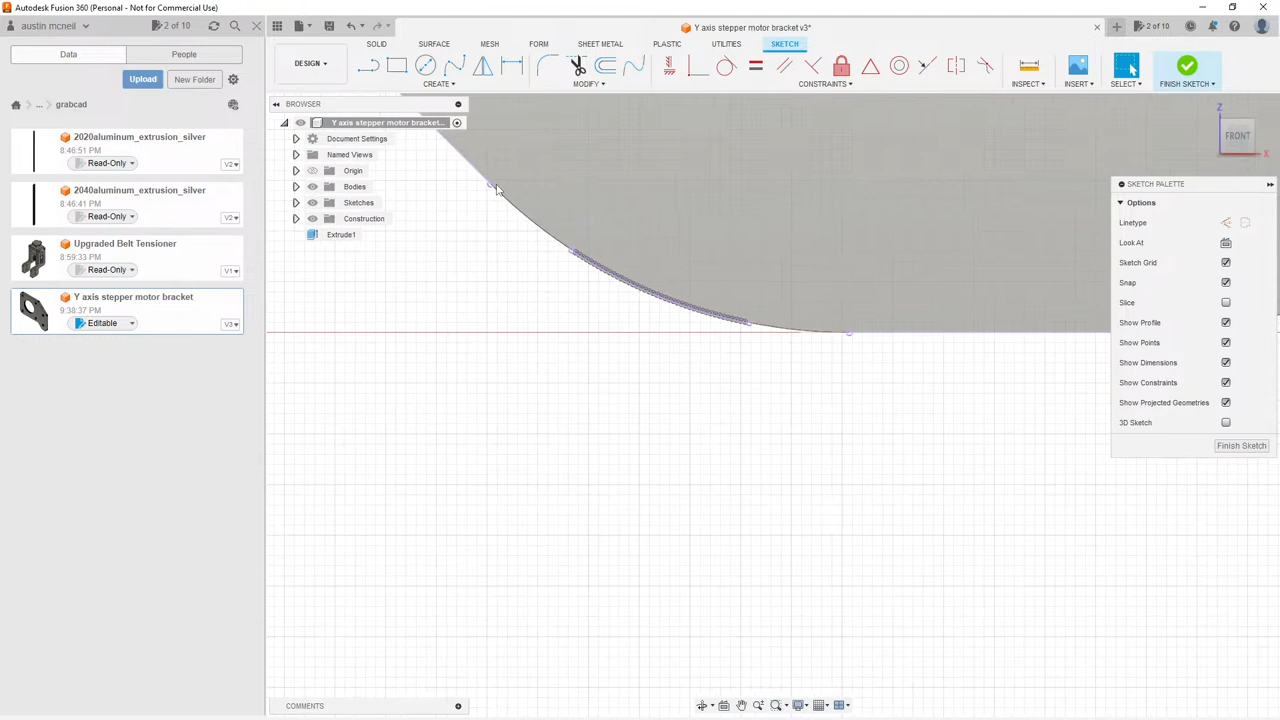 Autodesk Fusion 360 (Personal - Not for Commercial Use)
austin mcneil
2 of 10
Y axis stepper motor bracket v3*
2 of 10
Data
People
SOLID
SURFACE
MESH
FORM
SHEET METAL
PLASTIC
UTILITIES
SKETCH
DESIGN
Upload
New Folder
CREATE
MODIFY
CONSTRAINTS
INSPECT
INSERT
SELECT
FINISH SKETCH
... grabcad
BROWSER
Y axis stepper motor bracket...
Document Settings
Named Views
Origin
Bodies
Sketches
Construction
Extrude1
2020aluminum_extrusion_silver
8:46:51 PM
Read-Only
V2
2040aluminum_extrusion_silver
8:46:41 PM
Read-Only
V2
Upgraded Belt Tensioner
8:59:33 PM
Read-Only
V1
Y axis stepper motor bracket
9:38:37 PM
Editable
V3
Z
FRONT
X
SKETCH PALETTE
Options
Linetype
Look At
Sketch Grid
Snap
Slice
Show Profile
Show Points
Show Dimensions
Show Constraints
Show Projected Geometries
3D Sketch
Finish Sketch
COMMENTS